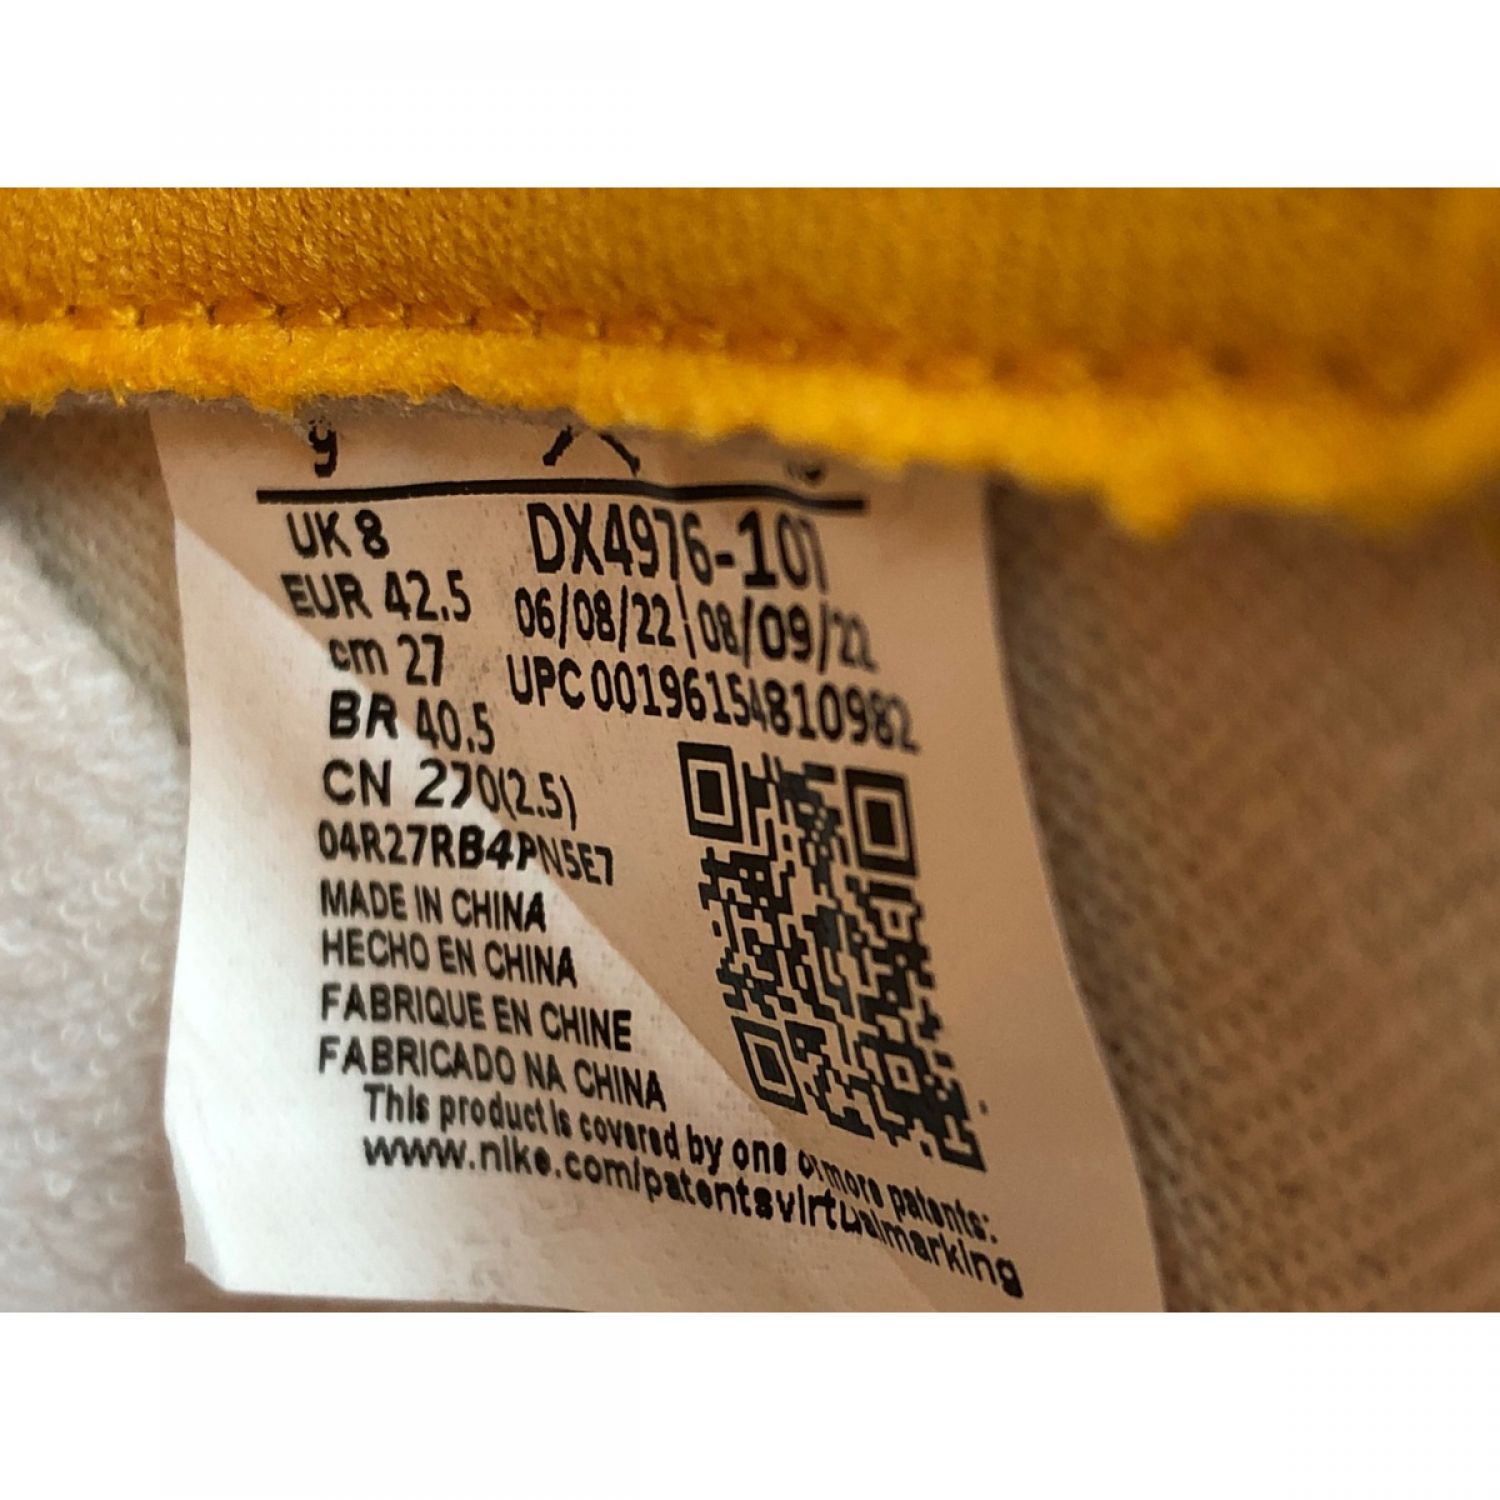 9
UK 8
EUR 42.5
cm 27
BR 40.5
CN 270(2.5)
04R27RB4PN5E7
DX4976-101
06/08/22 | 08/09/22
UPC 00196154810982
MADE IN CHINA
HECHO EN CHINA
FABRIQUE EN CHINE
FABRICADO NA CHINA
This product is covered by one or more patents:
www.nike.com/patentsvirtualmarking